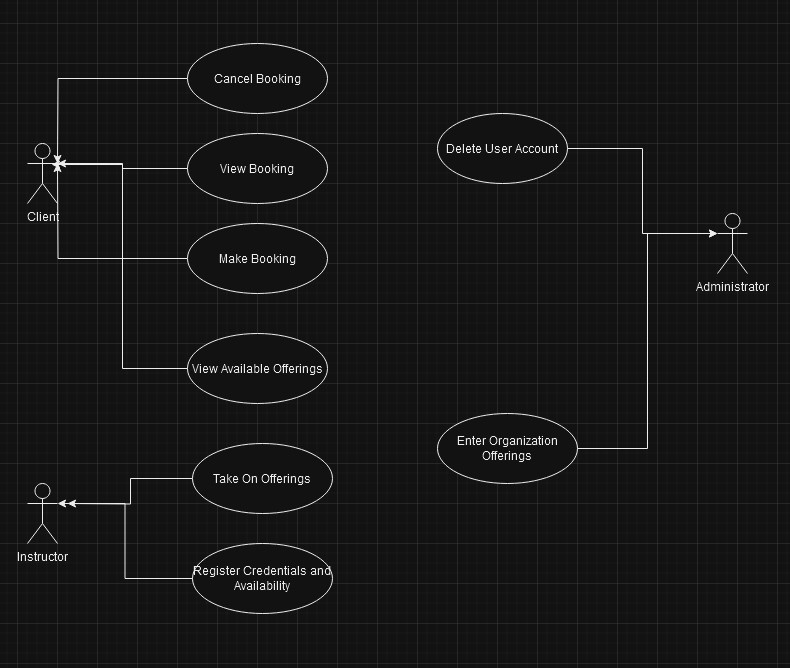 Cancel Booking
View Booking
Client
Make Booking
View Available Offerings
Take On Offerings
Instructor
Register Credentials and
Availability
Delete User Account
Administrator
Enter Organization
Offerings